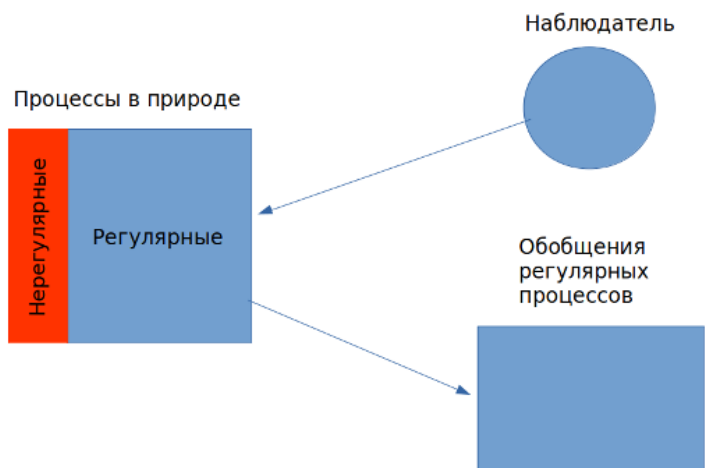 Наблюдатель
Процессы в природе
Нерегулярные
Регулярные
Обобщения
регулярных
процессов